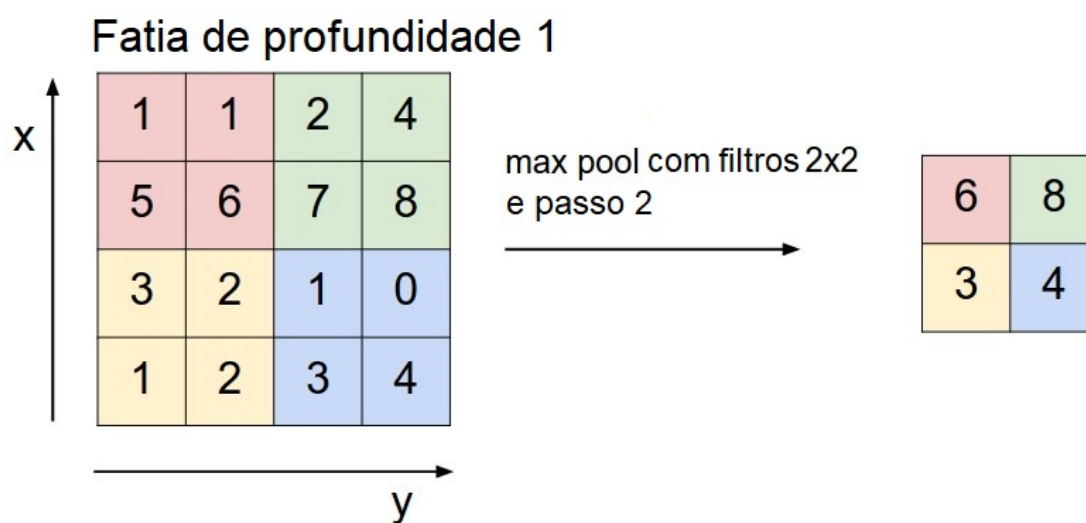 Fatia de profundidade 1
x
1 1 2 4
5 6 7 8
3 2 1 0
1 2 3 4
y
max pool com filtros 2x2
e passo 2
6 8
3 4